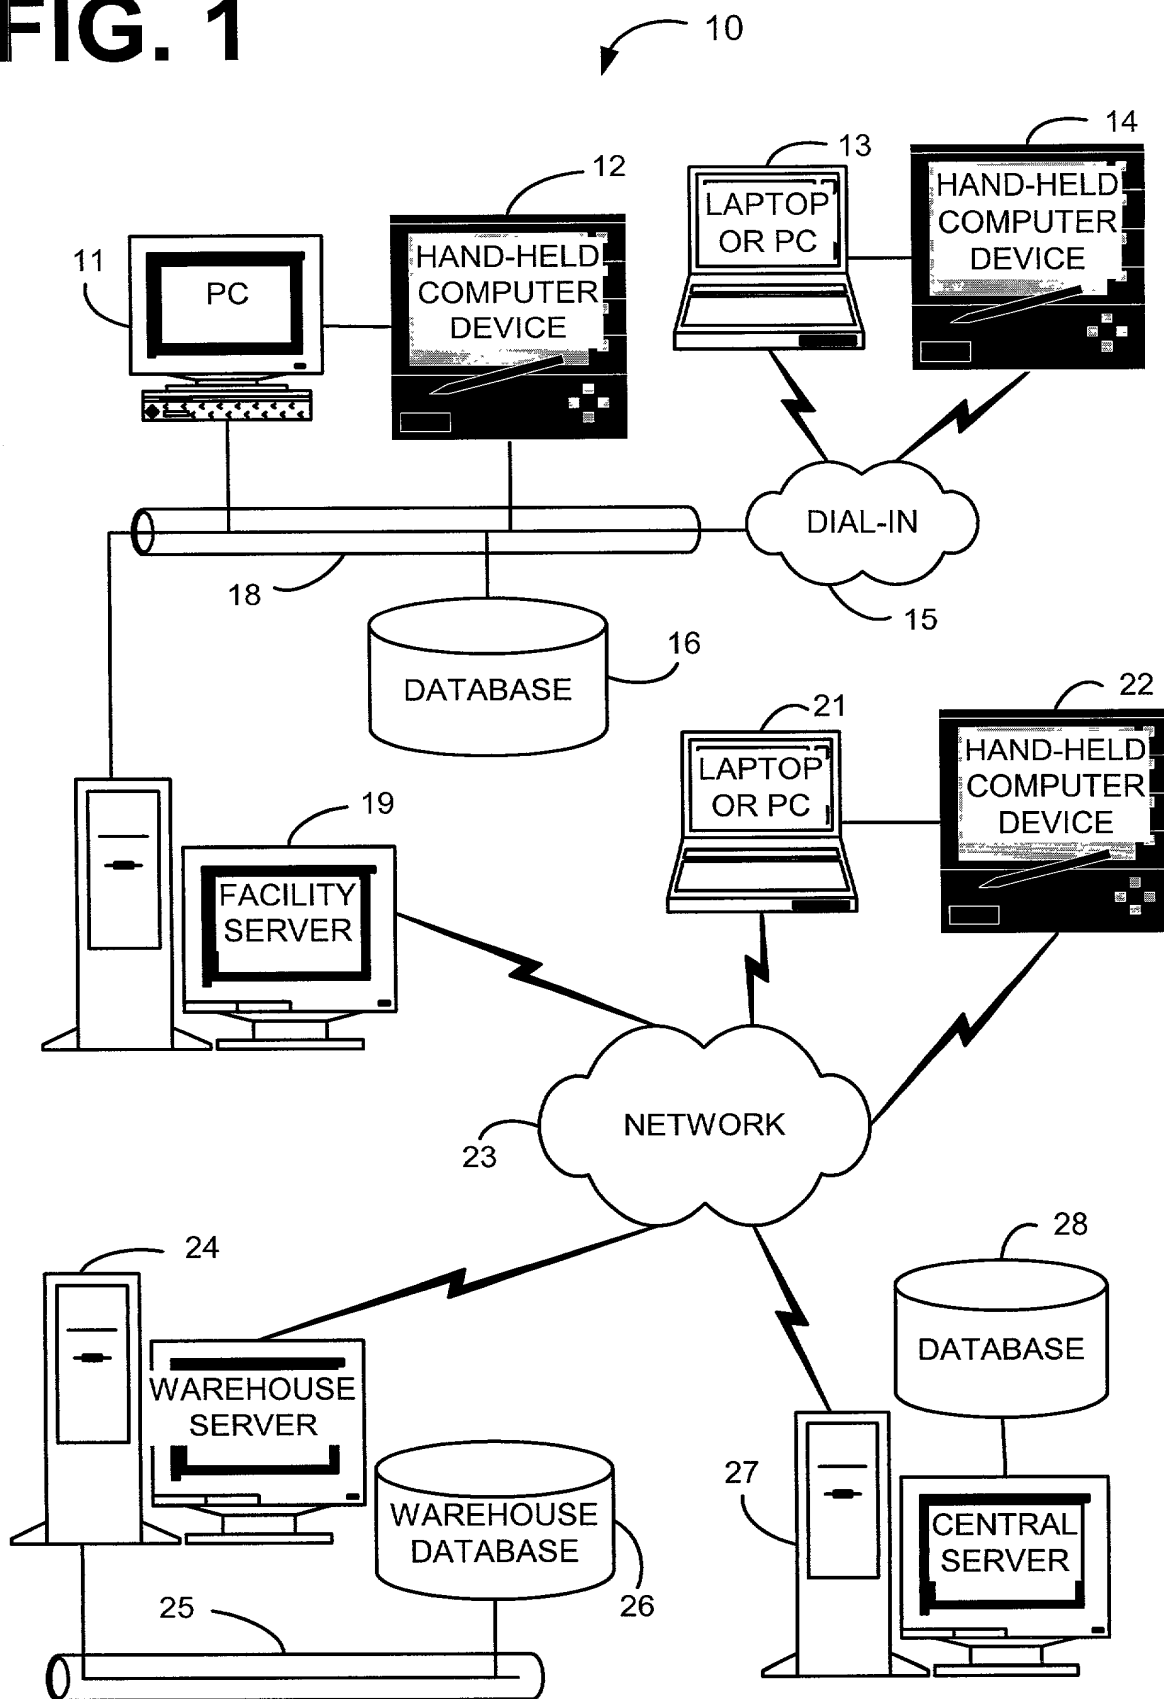 FIG. 1
10
14
13
12
HAND-HELD
COMPUTER
DEVICE
LAPTOP
OR PC
11
PC
HAND-HELD
COMPUTER
DEVICE
DIAL-IN
18
15
16
DATABASE
22
21
HAND-HELD
COMPUTER
DEVICE
LAPTOP
OR PC
19
FACILITY
SERVER
NETWORK
23
28
24
DATABASE
WAREHOUSE
SERVER
27
WAREHOUSE
DATABASE
CENTRAL
SERVER
26
25